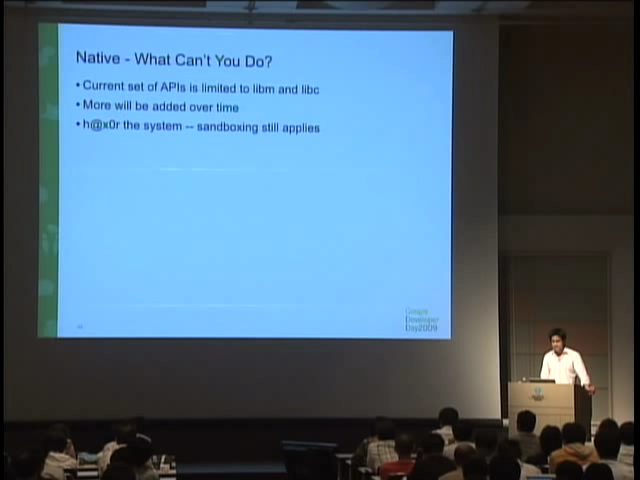 Native - What Can't You Do?
• Current set of APIs is limited to libm and libc
• More will be added over time
• h@x0r the system -- sandboxing still applies
Google
Developer
Day2009